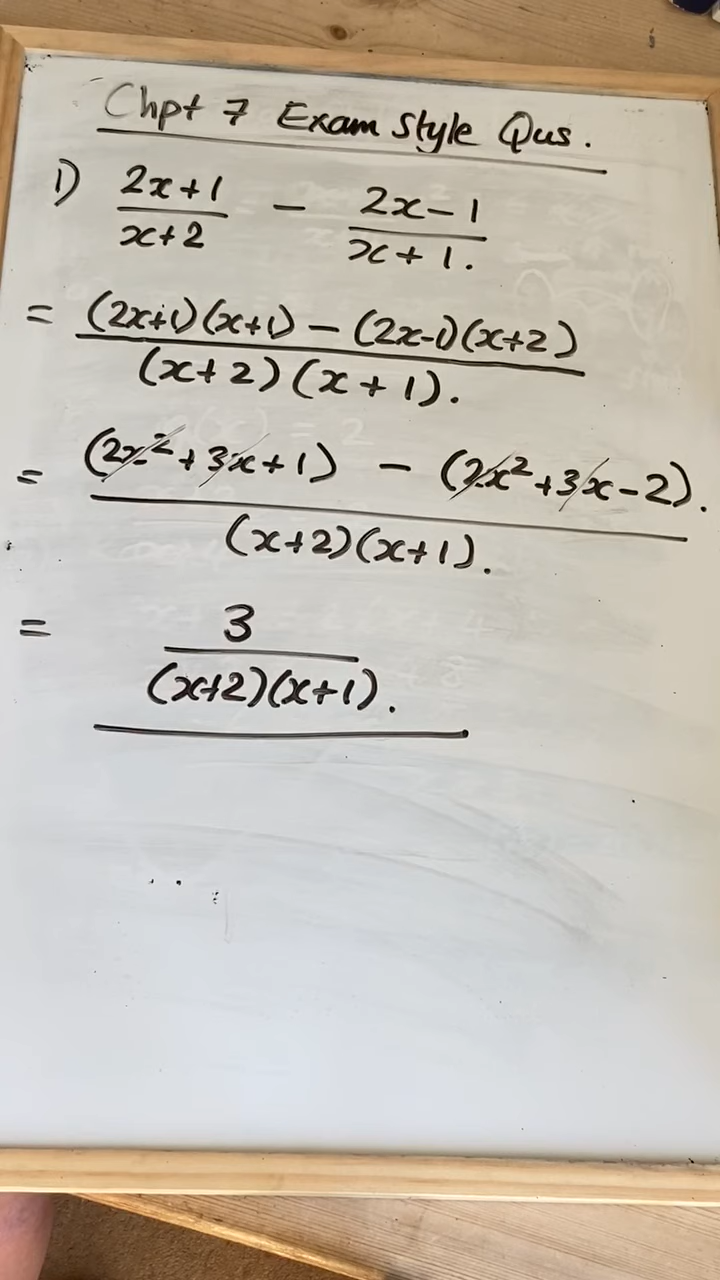 Chpt 7 Exam Style Qus.
1) (2x+1)/(x+2) - (2x-1)/(x+1).
= ((2x+1)(x+1) - (2x-1)(x+2))/((x+2)(x+1)).
= ((2x²+3x+1) - (2x²+3x-2))/((x+2)(x+1)).
= 3/((x+2)(x+1)).